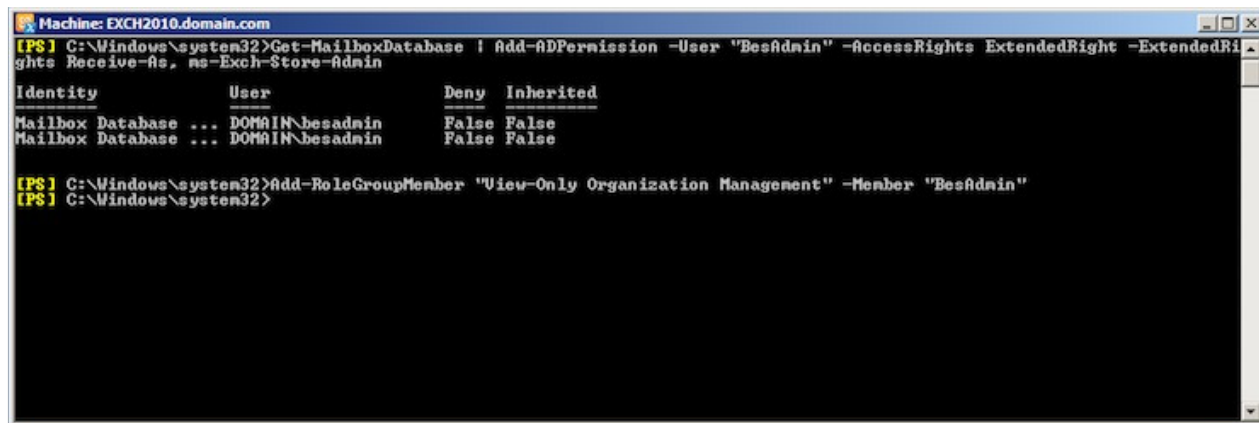 Machine: EXCH2010.domain.com
[PS] C:\Windows\system32>Get-MailboxDatabase | Add-ADPermission -User "BesAdmin" -AccessRights ExtendedRight -ExtendedRi
ghts Receive-As, ms-Exch-Store-Admin
Identity User Deny Inherited
-------- ---- ---- ---------
Mailbox Database ... DOMAIN\besadmin False False
Mailbox Database ... DOMAIN\besadmin False False
[PS] C:\Windows\system32>Add-RoleGroupMember "View-Only Organization Management" -Member "BesAdmin"
[PS] C:\Windows\system32>